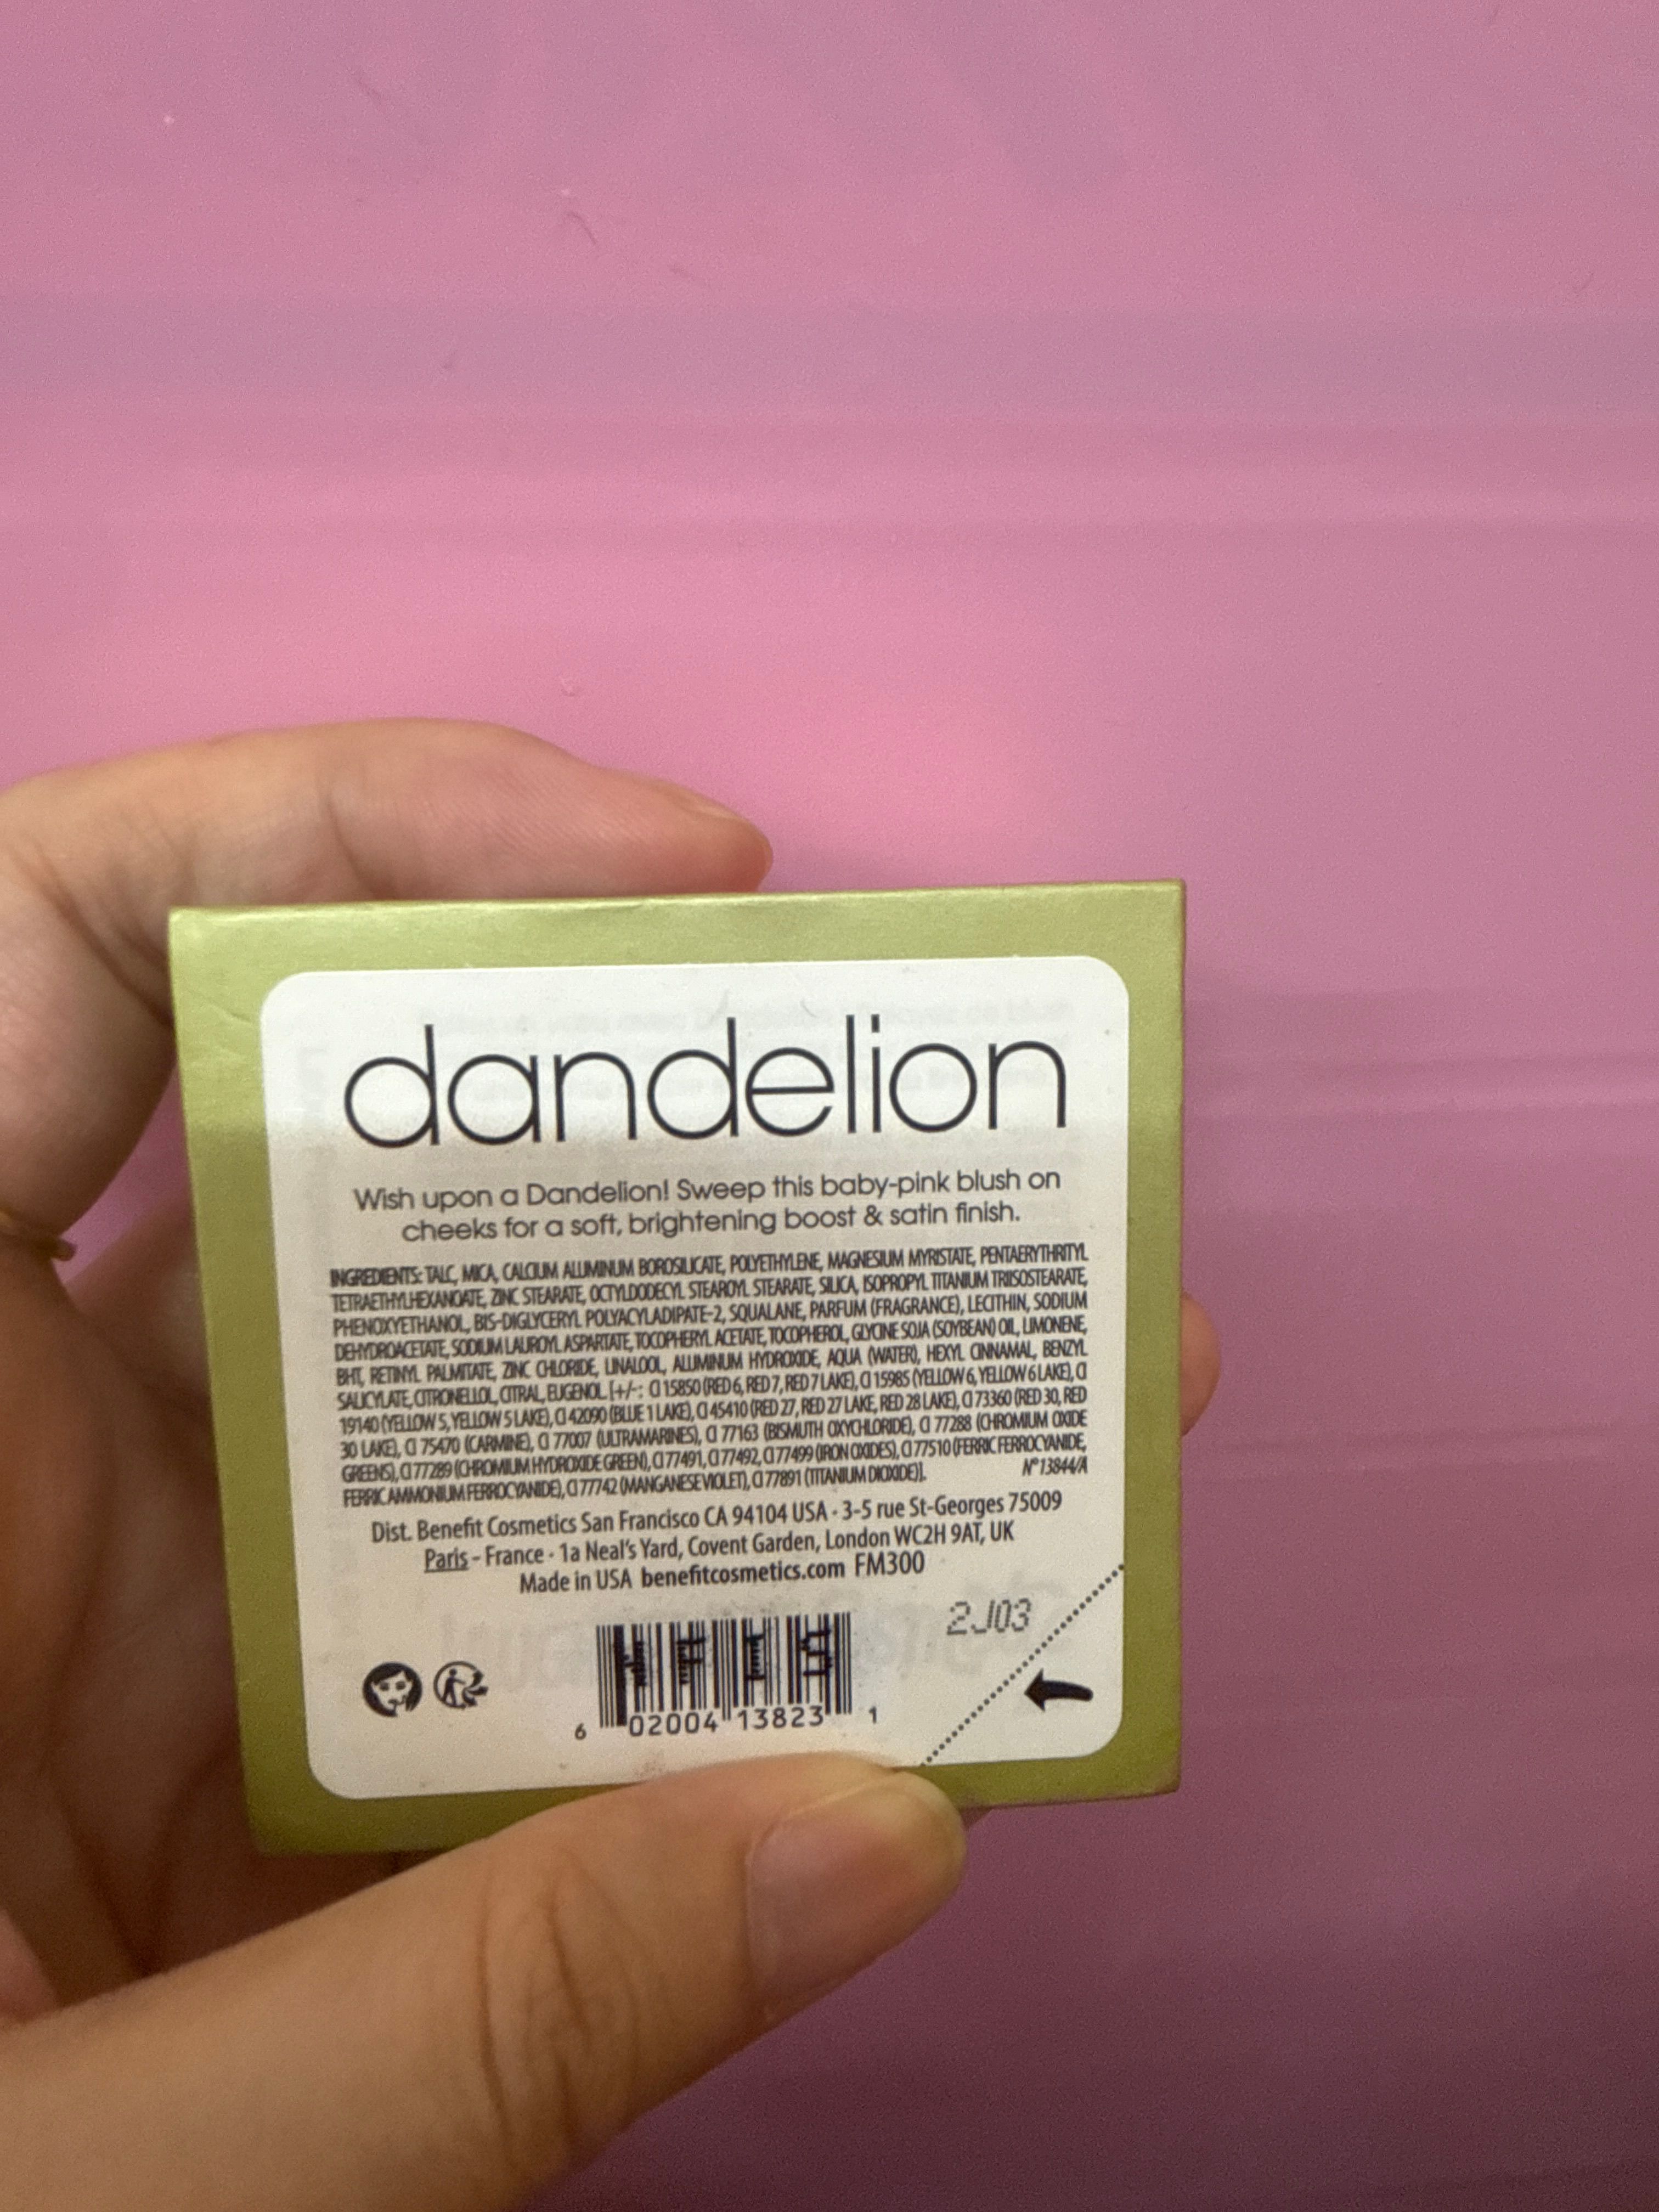 dandelion
Wish upon a Dandelion! Sweep this baby-pink blush on
cheeks for a soft, brightening boost & satin finish.
INGREDIENTS: TALC, MICA, CALCIUM ALUMINUM BOROSILICATE, POLYETHYLENE, MAGNESIUM MYRISTATE, PENTAERYTHRITYL
TETRAETHYLHEXANOATE, ZINC STEARATE, OCTYLDODECYL STEAROYL STEARATE, SILICA, ISOPROPYL TITANIUM TRIISOSTEARATE,
PHENOXYETHANOL, BIS-DIGLYCERYL POLYACYLADIPATE-2, SQUALANE, PARFUM (FRAGRANCE), LECITHIN, SODIUM
DEHYDROACETATE, SODIUM LAUROYL ASPARTATE, TOCOPHERYL ACETATE, TOCOPHEROL, GLYCINE SOJA (SOYBEAN) OIL, LIMONENE,
BHT, RETINYL PALMITATE, ZINC CHLORIDE, LINALOOL, ALUMINUM HYDROXIDE, AQUA (WATER), HEXYL CINNAMAL, BENZYL
SALICYLATE, CITRONELLOL, CITRAL, EUGENOL. [+/-: CI 15850 (RED 6, RED 7, RED 7 LAKE), CI 15985 (YELLOW 6, YELLOW 6 LAKE), CI
19140 (YELLOW 5, YELLOW 5 LAKE), CI 42090 (BLUE 1 LAKE), CI 45410 (RED 27, RED 27 LAKE, RED 28 LAKE), CI 73360 (RED 30, RED
30 LAKE), CI 75470 (CARMINE), CI 77007 (ULTRAMARINES), CI 77163 (BISMUTH OXYCHLORIDE), CI 77288 (CHROMIUM OXIDE
GREENS), CI 77289 (CHROMIUM HYDROXIDE GREEN), CI 77491, CI 77492, CI 77499 (IRON OXIDES), CI 77510 (FERRIC FERROCYANIDE,
FERRIC AMMONIUM FERROCYANIDE), CI 77742 (MANGANESE VIOLET), CI 77891 (TITANIUM DIOXIDE)]. N° 13844/A
Dist. Benefit Cosmetics San Francisco CA 94104 USA · 3-5 rue St-Georges 75009
Paris - France · 1a Neal's Yard, Covent Garden, London WC2H 9AT, UK
Made in USA benefitcosmetics.com FM300
2J03
6 02004 13823 1